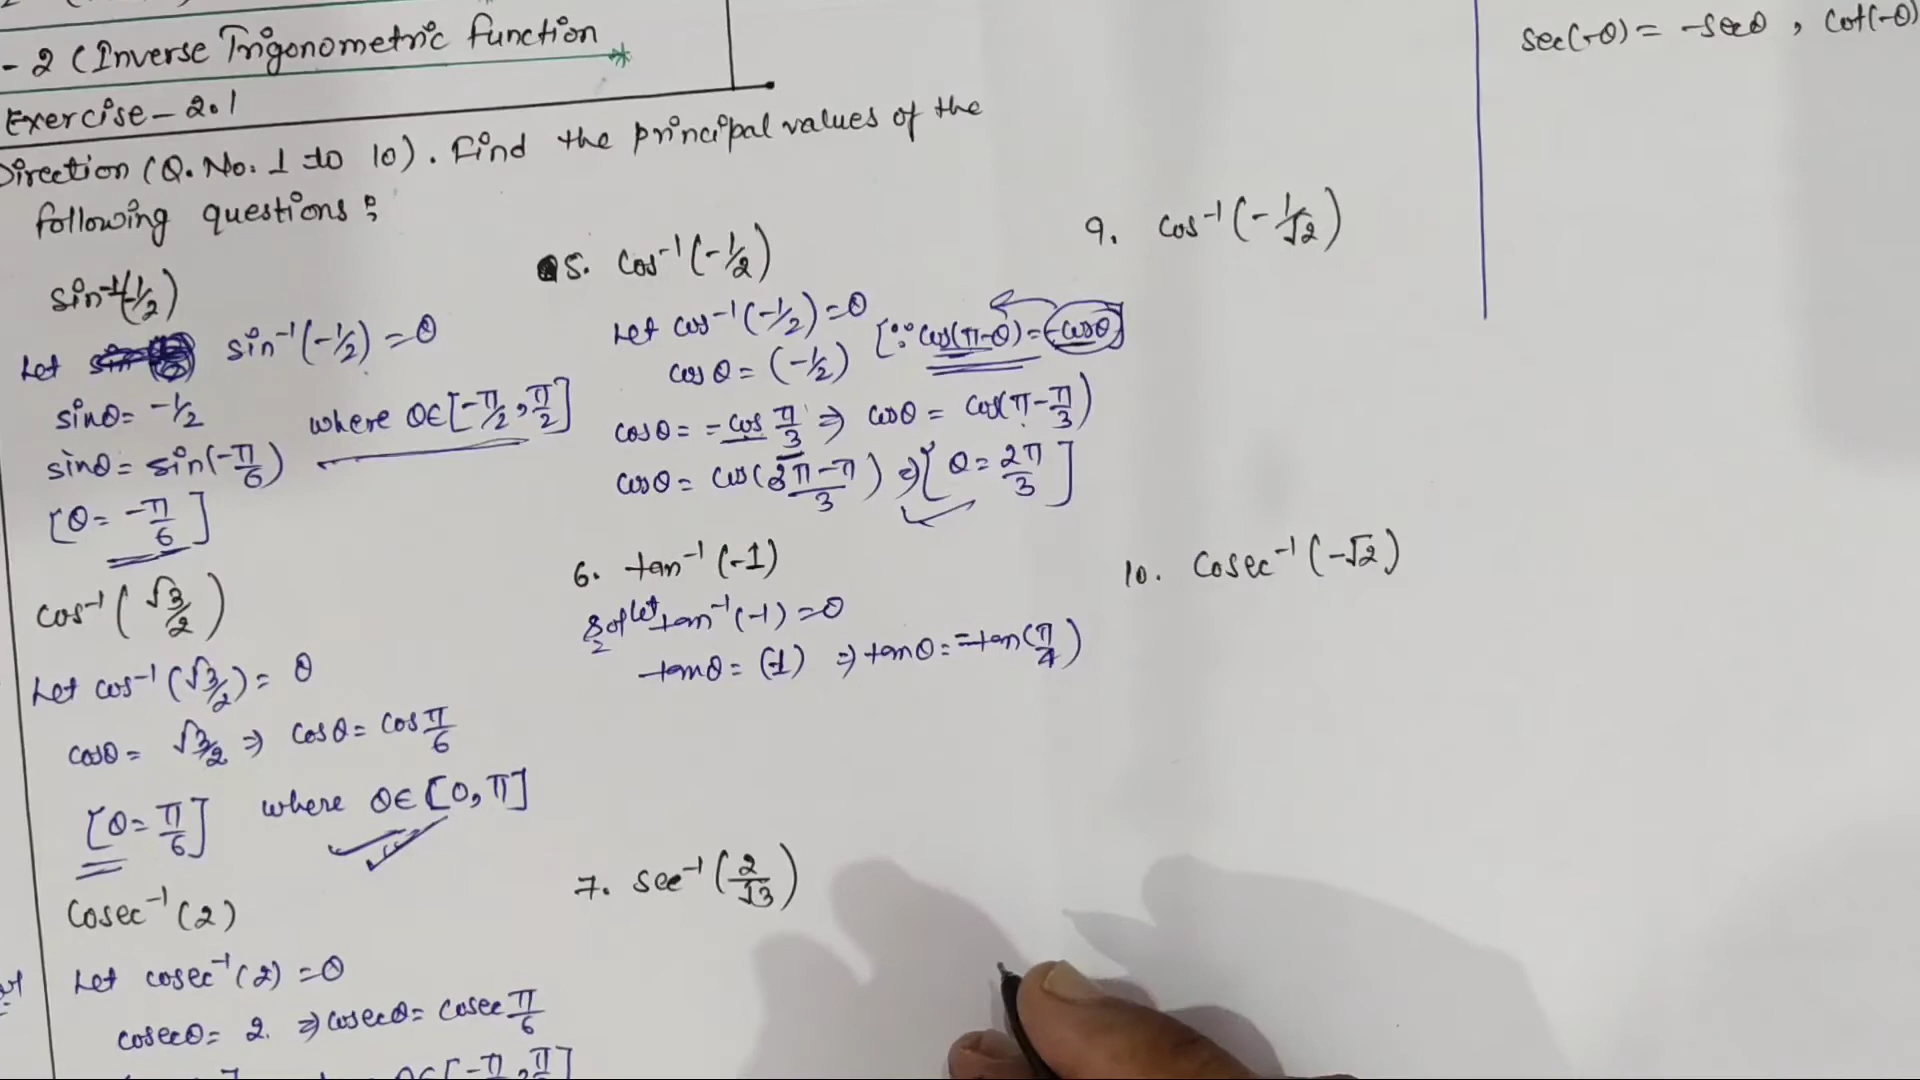 - 2 (Inverse Trigonometric function
Exercise - 2.1
Direction (Q. No. 1 to 10). Find the principal values of the
following questions:
sin⁻¹(-1/2)
Let sin⁻¹(-1/2) = θ
sinθ = -1/2 where θ∈[-π/2, π/2]
sinθ = sin(-π/6)
[θ = -π/6]
cos⁻¹(√3/2)
Let cos⁻¹(√3/2) = θ
cosθ = √3/2 ⇒ cosθ = cos π/6
[θ = π/6] where θ∈[0, π]
Cosec⁻¹(2)
Let cosec⁻¹(2) = θ
cosecθ = 2. ⇒ cosecθ = cosec π/6
θ∈[-π/2, π/2]
5. cos⁻¹(-1/2)
Let cos⁻¹(-1/2) = θ
cosθ = (-1/2) [∵ cos(π-θ) = -cosθ]
cosθ = -cos π/3 ⇒ cosθ = cos(π-π/3)
cosθ = cos(3π-π/3) ⇒ [θ = 2π/3]
6. tan⁻¹(-1)
Sol let tan⁻¹(-1) = θ
tanθ = (-1) ⇒ tanθ = -tan(π/4)
7. sec⁻¹(2/√3)
9. cos⁻¹(-1/√2)
10. Cosec⁻¹(-√2)
sec(-θ) = -secθ, cot(-θ)